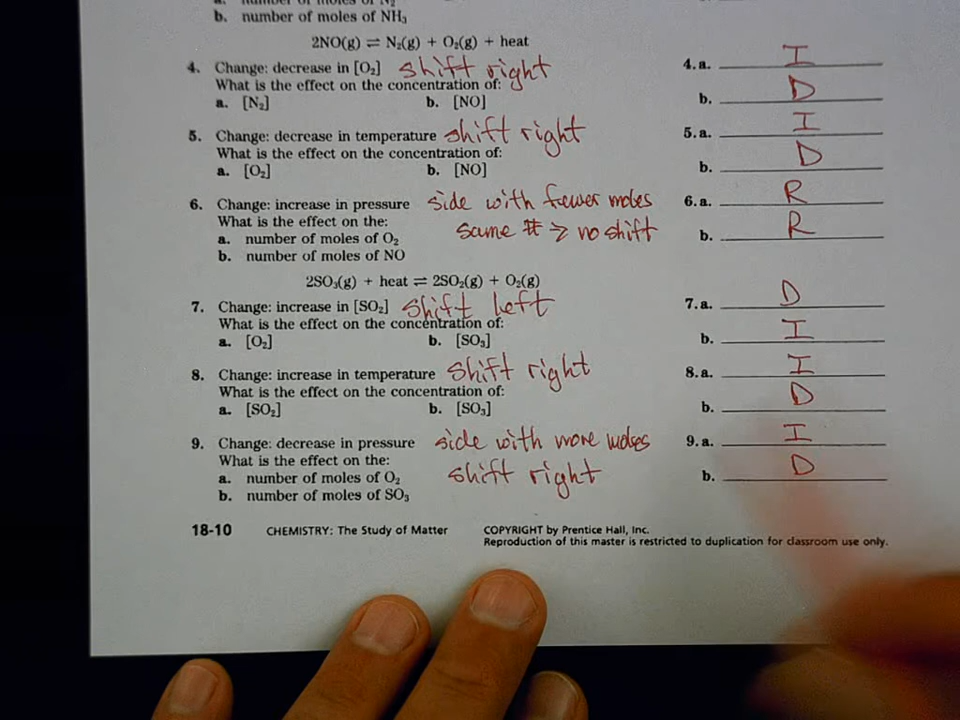 a. number of moles of N₂
b. number of moles of NH₃
2NO(g) ⇌ N₂(g) + O₂(g) + heat
4. Change: decrease in [O₂] shift right 4. a. I
What is the effect on the concentration of:
a. [N₂] b. [NO] b. D
5. Change: decrease in temperature shift right 5. a. I
What is the effect on the concentration of:
a. [O₂] b. [NO] b. D
6. Change: increase in pressure side with fewer moles 6. a. R
What is the effect on the: same # → no shift
a. number of moles of O₂ b. R
b. number of moles of NO
2SO₃(g) + heat ⇌ 2SO₂(g) + O₂(g)
7. Change: increase in [SO₂] shift left 7. a. D
What is the effect on the concentration of:
a. [O₂] b. [SO₃] b. I
8. Change: increase in temperature shift right 8. a. I
What is the effect on the concentration of:
a. [SO₂] b. [SO₃] b. D
9. Change: decrease in pressure side with more moles 9. a. I
What is the effect on the:
a. number of moles of O₂ shift right b. D
b. number of moles of SO₃
18-10 CHEMISTRY: The Study of Matter COPYRIGHT by Prentice Hall, Inc.
Reproduction of this master is restricted to duplication for classroom use only.